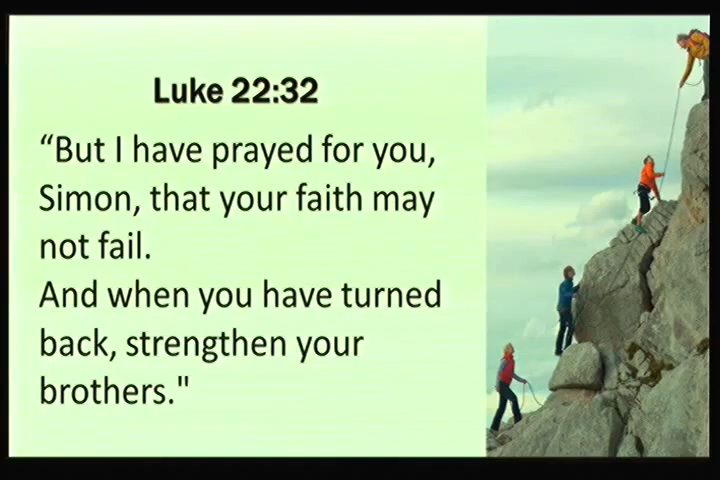 Luke 22:32
“But I have prayed for you,
Simon, that your faith may
not fail.
And when you have turned
back, strengthen your
brothers."